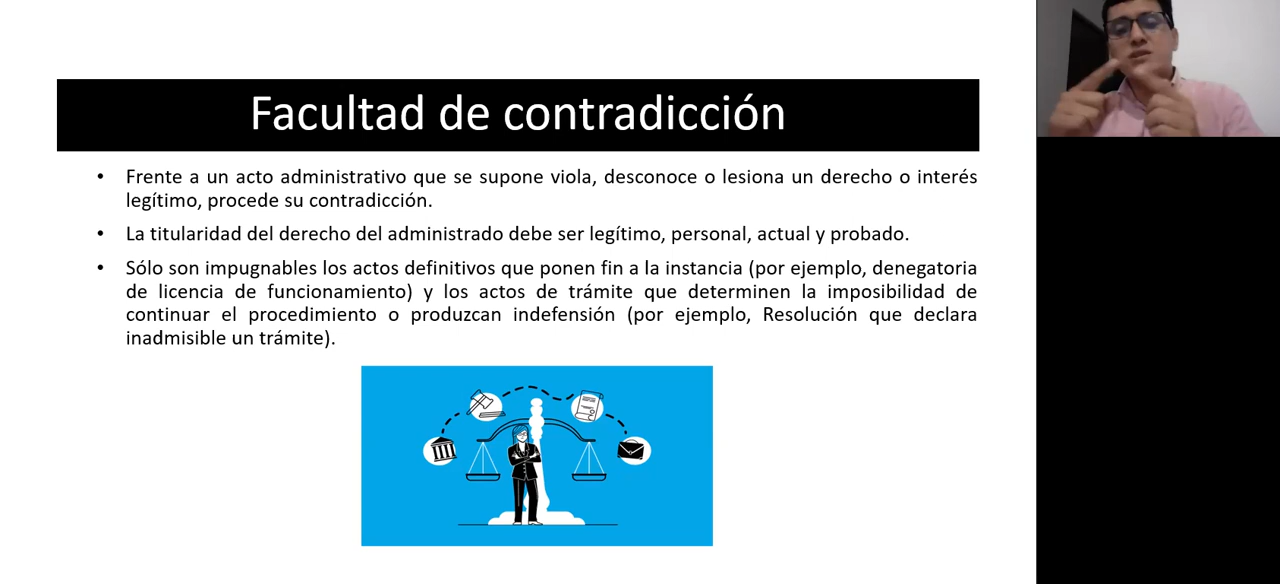 Facultad de contradicción
• Frente a un acto administrativo que se supone viola, desconoce o lesiona un derecho o interés
legítimo, procede su contradicción.
• La titularidad del derecho del administrado debe ser legítimo, personal, actual y probado.
• Sólo son impugnables los actos definitivos que ponen fin a la instancia (por ejemplo, denegatoria
de licencia de funcionamiento) y los actos de trámite que determinen la imposibilidad de
continuar el procedimiento o produzcan indefensión (por ejemplo, Resolución que declara
inadmisible un trámite).